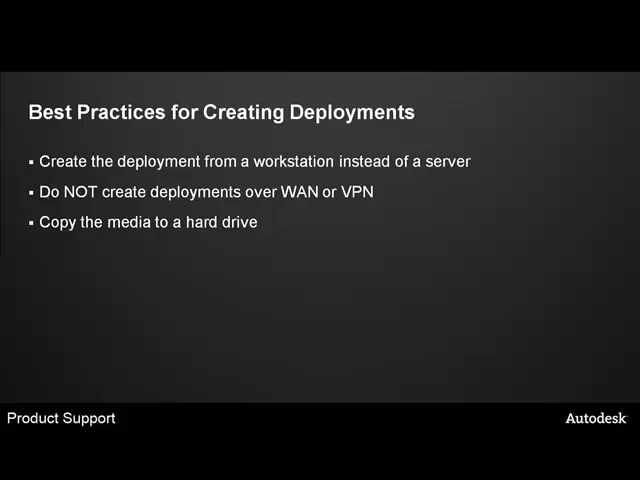 Best Practices for Creating Deployments
▪ Create the deployment from a workstation instead of a server
▪ Do NOT create deployments over WAN or VPN
▪ Copy the media to a hard drive
Product Support
Autodesk